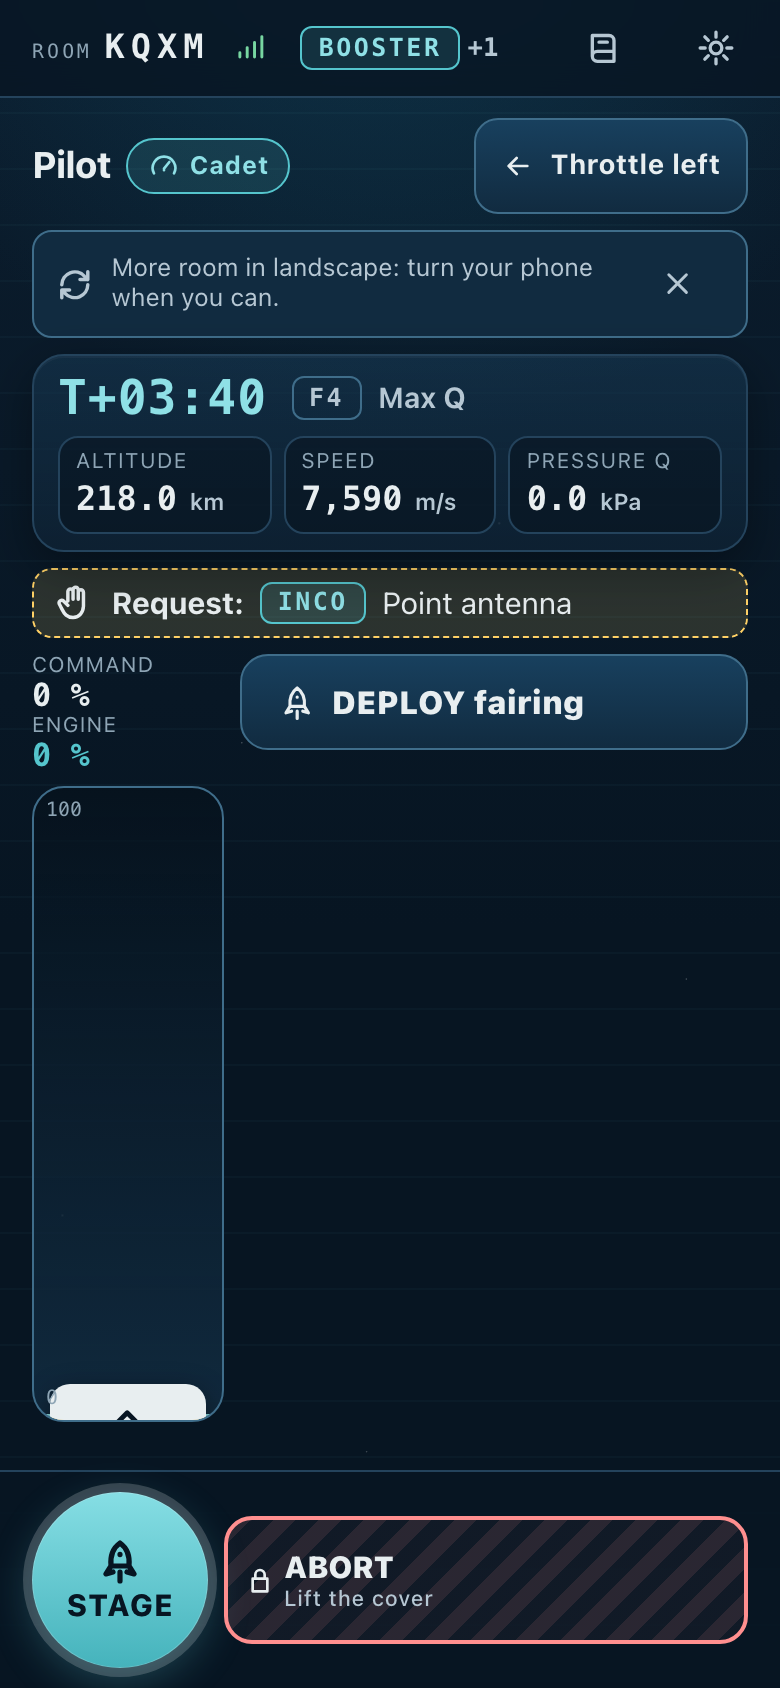 ROOM KQXM BOOSTER +1
Pilot Cadet Throttle left
More room in landscape: turn your phone
when you can.
T+03:40 F4 Max Q
ALTITUDE SPEED PRESSURE Q
218.0 km 7,590 m/s 0.0 kPa
Request: INCO Point antenna
COMMAND
0 %
ENGINE
0 %
DEPLOY fairing
100
0
STAGE
ABORT
Lift the cover